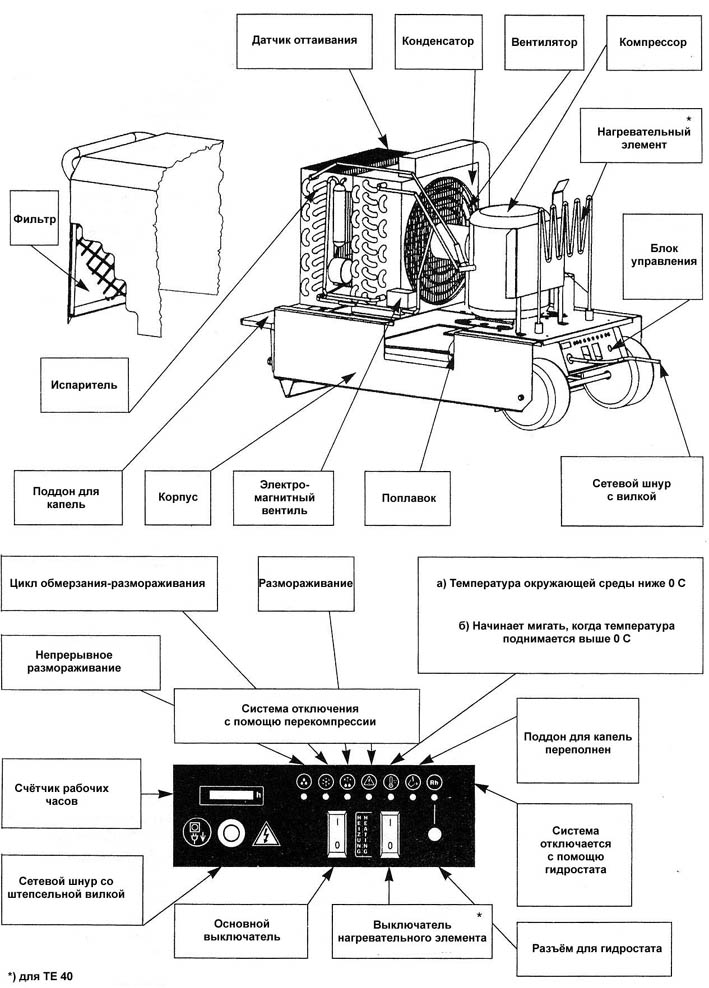 Датчик оттаивания
Конденсатор
Вентилятор
Компрессор
*
Нагревательный
элемент
Фильтр
Блок
управления
Испаритель
Поддон для
капель
Корпус
Электро-
магнитный
вентиль
Поплавок
Сетевой шнур
с вилкой
Цикл обмерзания-размораживания
Размораживание
а) Температура окружающей среды ниже 0 С
б) Начинает мигать, когда температура
поднимается выше 0 С
Непрерывное
размораживание
Система отключения
с помощью перекомпрессии
Поддон для капель
переполнен
Счётчик рабочих
часов
h
Rh
I
0
HEIZUNG
HEATING
I
0
Система
отключается
с помощью
гидростата
Сетевой шнур со
штепсельной вилкой
Основной
выключатель
*
Выключатель
нагревательного элемента
Разъём для гидростата
*) для ТЕ 40